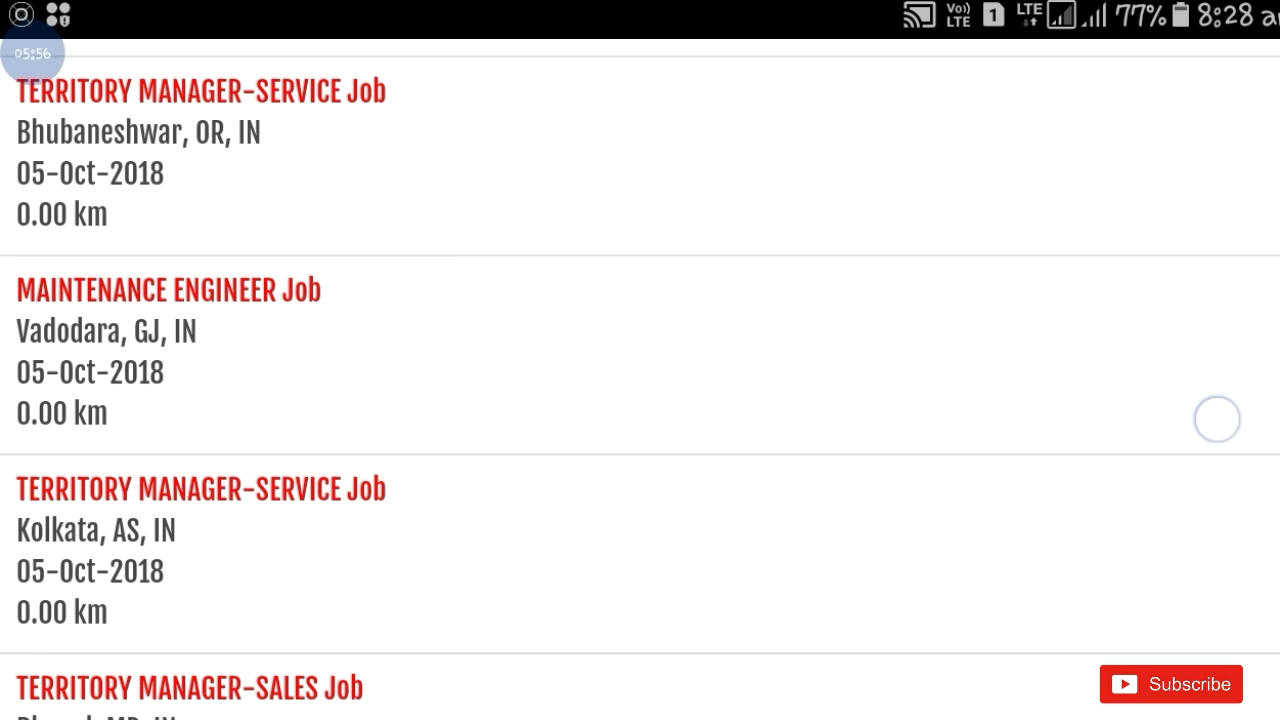 VoLTE 1 LTE 77% 8:28 a
05:56
TERRITORY MANAGER-SERVICE Job
Bhubaneshwar, OR, IN
05-Oct-2018
0.00 km
MAINTENANCE ENGINEER Job
Vadodara, GJ, IN
05-Oct-2018
0.00 km
TERRITORY MANAGER-SERVICE Job
Kolkata, AS, IN
05-Oct-2018
0.00 km
TERRITORY MANAGER-SALES Job
Subscribe